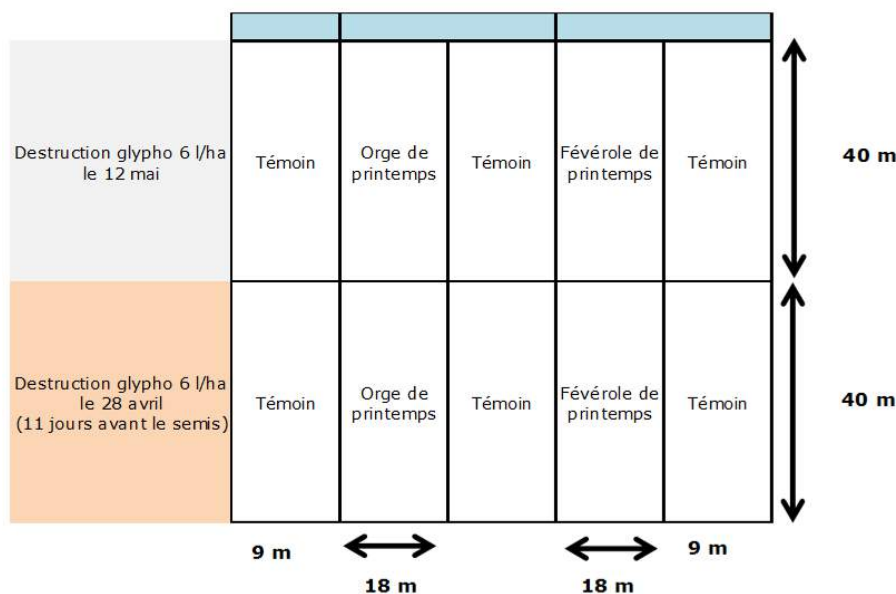 Destruction glypho 6 l/ha
le 12 mai
Témoin
Orge de
printemps
Témoin
Févérole de
printemps
Témoin
40 m
Destruction glypho 6 l/ha
le 28 avril
(11 jours avant le semis)
Témoin
Orge de
printemps
Témoin
Févérole de
printemps
Témoin
40 m
9 m
18 m
18 m
9 m